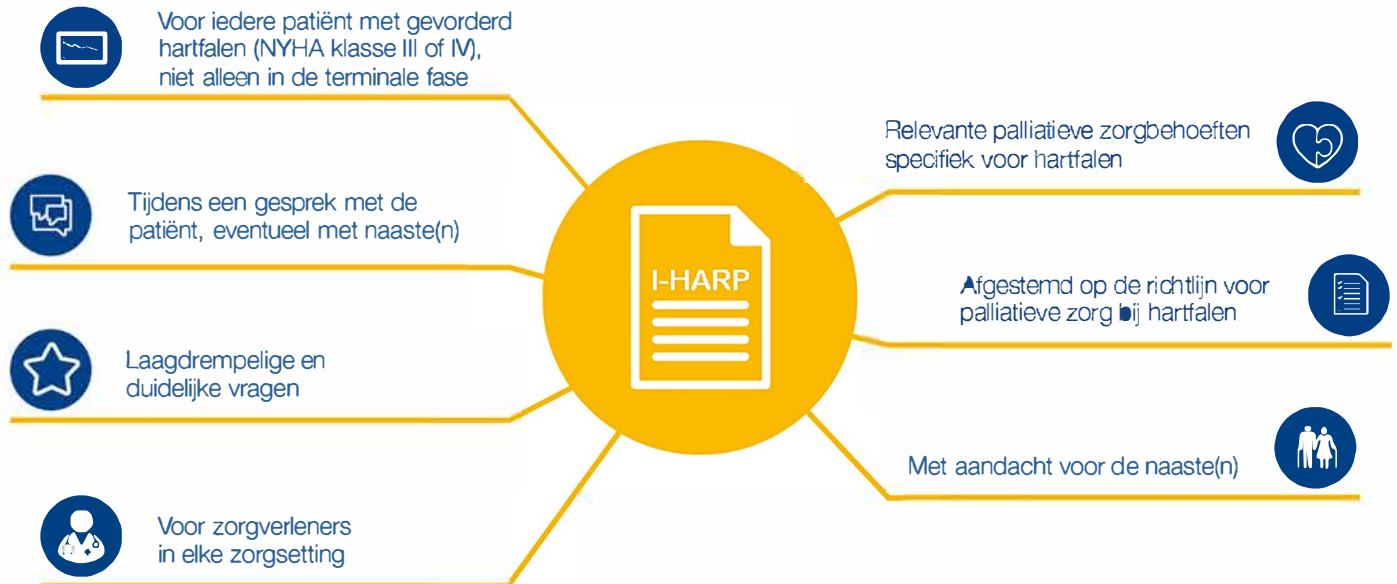 Voor iedere patiënt met gevorderd
hartfalen (NYHA klasse III of IV),
niet alleen in de terminale fase
Tijdens een gesprek met de
patiënt, eventueel met naaste(n)
Laagdrempelige en
duidelijke vragen
Voor zorgverleners
in elke zorgsetting
I-HARP
Relevante palliatieve zorgbehoeften
specifiek voor hartfalen
Afgestemd op de richtlijn voor
palliatieve zorg bij hartfalen
Met aandacht voor de naaste(n)